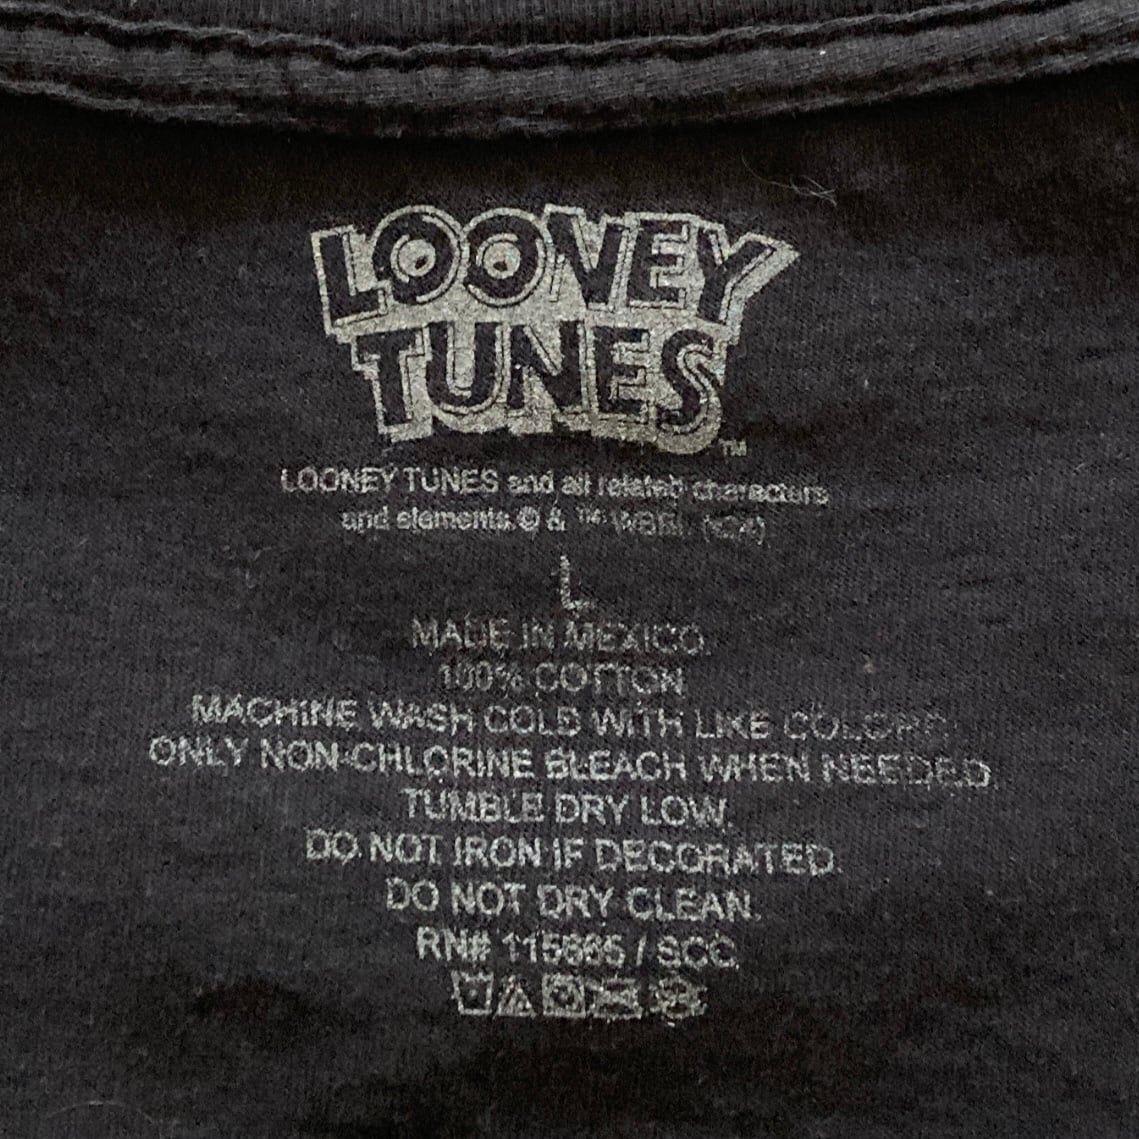 LOONEY
TUNES
TM
LOONEY TUNES and all related characters
and elements © & ™ WBEI.
L
MADE IN MEXICO.
100% COTTON
MACHINE WASH COLD WITH LIKE COLORS.
ONLY NON-CHLORINE BLEACH WHEN NEEDED.
TUMBLE DRY LOW.
DO NOT IRON IF DECORATED.
DO NOT DRY CLEAN.
RN# / SCC